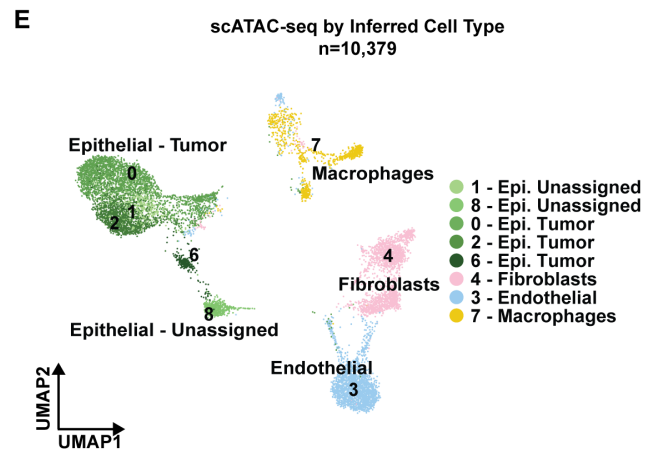 E
scATAC-seq by Inferred Cell Type
n=10,379
Epithelial - Tumor
0
1
2
7
Macrophages
6
8
Epithelial - Unassigned
4
Fibroblasts
Endothelial
3
1 - Epi. Unassigned
8 - Epi. Unassigned
0 - Epi. Tumor
2 - Epi. Tumor
6 - Epi. Tumor
4 - Fibroblasts
3 - Endothelial
7 - Macrophages
UMAP2
UMAP1